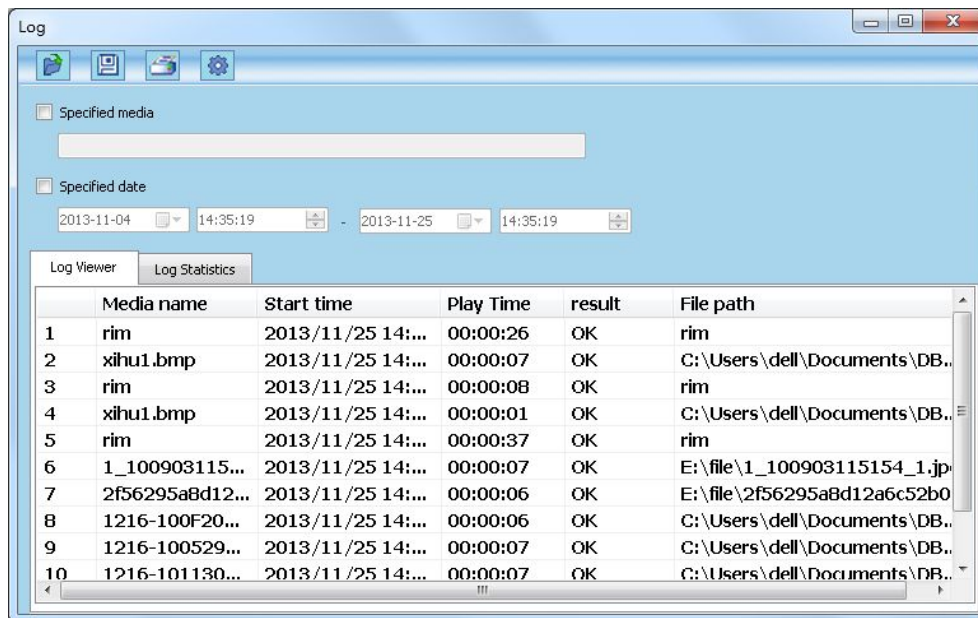 Log
Specified media
Specified date
2013-11-04 14:35:19 - 2013-11-25 14:35:19
Log Viewer Log Statistics
Media name Start time Play Time result File path
1 rim 2013/11/25 14:... 00:00:26 OK rim
2 xihu1.bmp 2013/11/25 14:... 00:00:07 OK C:\Users\dell\Documents\DB..
3 rim 2013/11/25 14:... 00:00:08 OK rim
4 xihu1.bmp 2013/11/25 14:... 00:00:01 OK C:\Users\dell\Documents\DB..
5 rim 2013/11/25 14:... 00:00:37 OK rim
6 1_100903115... 2013/11/25 14:... 00:00:07 OK E:\file\1_100903115154_1.jp
7 2f56295a8d12... 2013/11/25 14:... 00:00:06 OK E:\file\2f56295a8d12a6c52b0
8 1216-100F20... 2013/11/25 14:... 00:00:06 OK C:\Users\dell\Documents\DB..
9 1216-100529... 2013/11/25 14:... 00:00:07 OK C:\Users\dell\Documents\DB..
10 1216-101130... 2013/11/25 14:... 00:00:07 OK C:\Users\dell\Documents\DB..